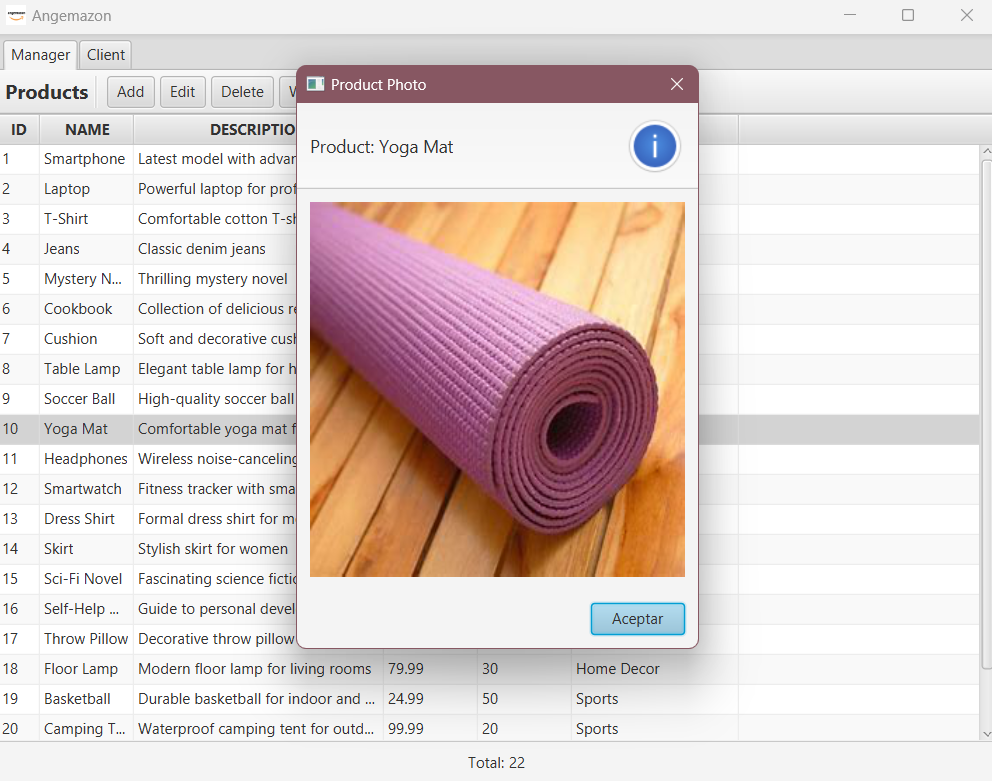 Angemazon
Manager Client
Products Add Edit Delete
ID NAME DESCRIPTIO
1 Smartphone Latest model with advan
2 Laptop Powerful laptop for prof
3 T-Shirt Comfortable cotton T-sh
4 Jeans Classic denim jeans
5 Mystery N... Thrilling mystery novel
6 Cookbook Collection of delicious re
7 Cushion Soft and decorative cush
8 Table Lamp Elegant table lamp for h
9 Soccer Ball High-quality soccer ball
10 Yoga Mat Comfortable yoga mat f
11 Headphones Wireless noise-canceling
12 Smartwatch Fitness tracker with sma
13 Dress Shirt Formal dress shirt for m
14 Skirt Stylish skirt for women
15 Sci-Fi Novel Fascinating science fictio
16 Self-Help ... Guide to personal devel
17 Throw Pillow Decorative throw pillow
18 Floor Lamp Modern floor lamp for living rooms 79.99 30 Home Decor
19 Basketball Durable basketball for indoor and ... 24.99 50 Sports
20 Camping T... Waterproof camping tent for outd... 99.99 20 Sports
Total: 22
Product Photo
Product: Yoga Mat
i
Aceptar